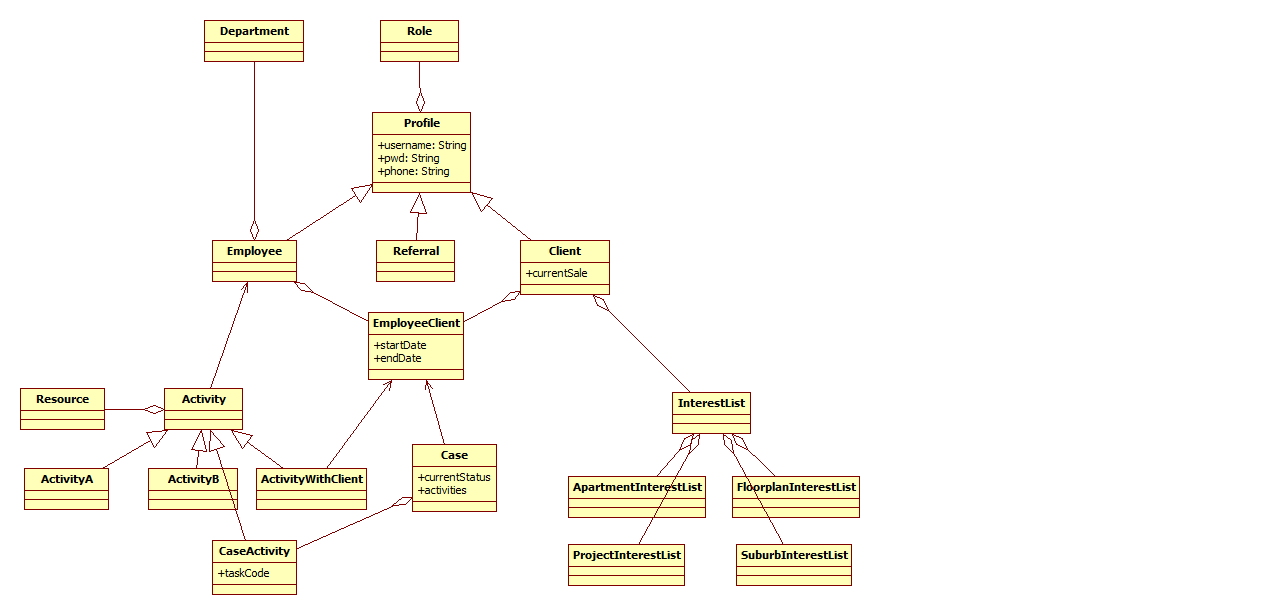 Department
Role
Profile
+username: String
+pwd: String
+phone: String
Employee
Referral
Client
+currentSale
EmployeeClient
+startDate
+endDate
Resource
Activity
InterestList
ActivityA
ActivityB
ActivityWithClient
Case
+currentStatus
+activities
ApartmentInterestList
FloorplanInterestList
CaseActivity
+taskCode
ProjectInterestList
SuburbInterestList